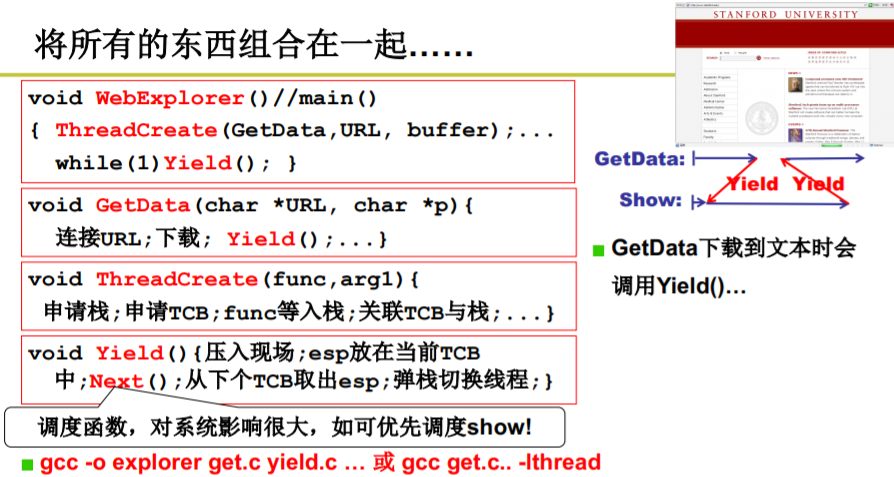 将所有的东西组合在一起……
STANFORD UNIVERSITY
void WebExplorer()//main()
{ ThreadCreate(GetData,URL, buffer);...
while(1)Yield(); }
void GetData(char *URL, char *p){
连接URL;下载; Yield();...}
void ThreadCreate(func,arg1){
申请栈;申请TCB;func等入栈;关联TCB与栈;...}
void Yield(){压入现场;esp放在当前TCB
中;Next();从下个TCB取出esp;弹栈切换线程;}
调度函数，对系统影响很大，如可优先调度show!
gcc -o explorer get.c yield.c … 或 gcc get.c.. -lthread
GetData:
Yield Yield
Show:
GetData下载到文本时会
调用Yield()…